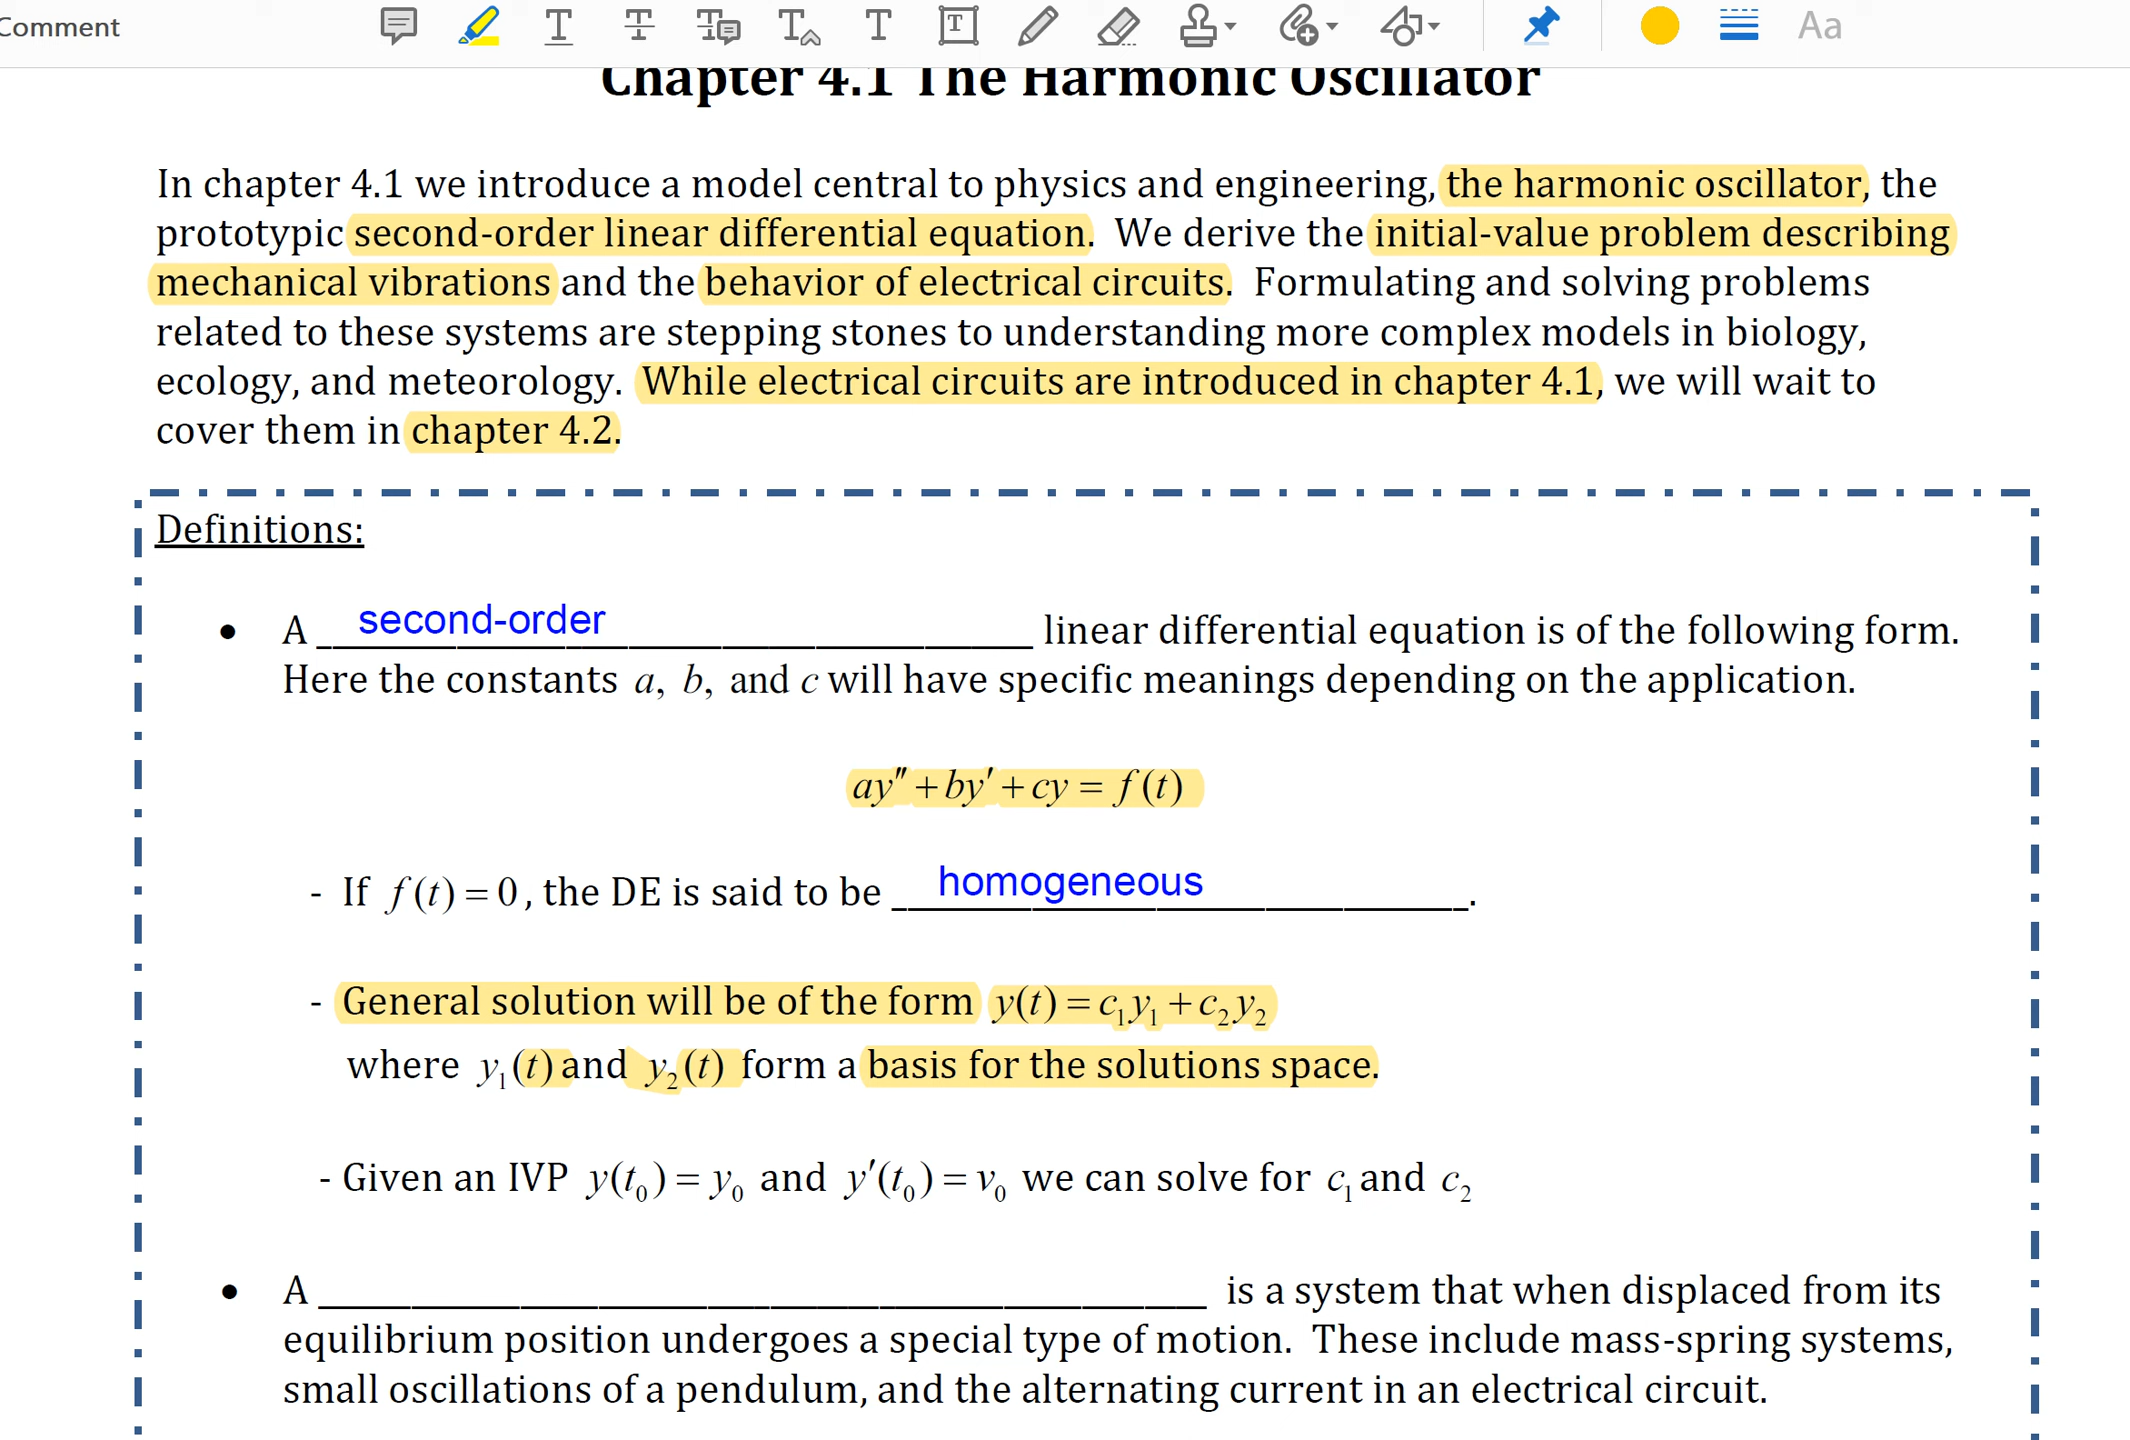 Comment
Aa
Chapter 4.1 The Harmonic Oscillator
In chapter 4.1 we introduce a model central to physics and engineering, the harmonic oscillator, the
prototypic second-order linear differential equation. We derive the initial-value problem describing
mechanical vibrations and the behavior of electrical circuits. Formulating and solving problems
related to these systems are stepping stones to understanding more complex models in biology,
ecology, and meteorology. While electrical circuits are introduced in chapter 4.1, we will wait to
cover them in chapter 4.2.
Definitions:
• A second-order linear differential equation is of the following form.
Here the constants a, b, and c will have specific meanings depending on the application.
ay″ + by′ + cy = f(t)
- If f(t) = 0, the DE is said to be homogeneous.
- General solution will be of the form y(t) = c₁y₁ + c₂y₂
where y₁(t) and y₂(t) form a basis for the solutions space.
- Given an IVP y(t₀) = y₀ and y′(t₀) = v₀ we can solve for c₁ and c₂
• A ______________________________ is a system that when displaced from its
equilibrium position undergoes a special type of motion. These include mass-spring systems,
small oscillations of a pendulum, and the alternating current in an electrical circuit.